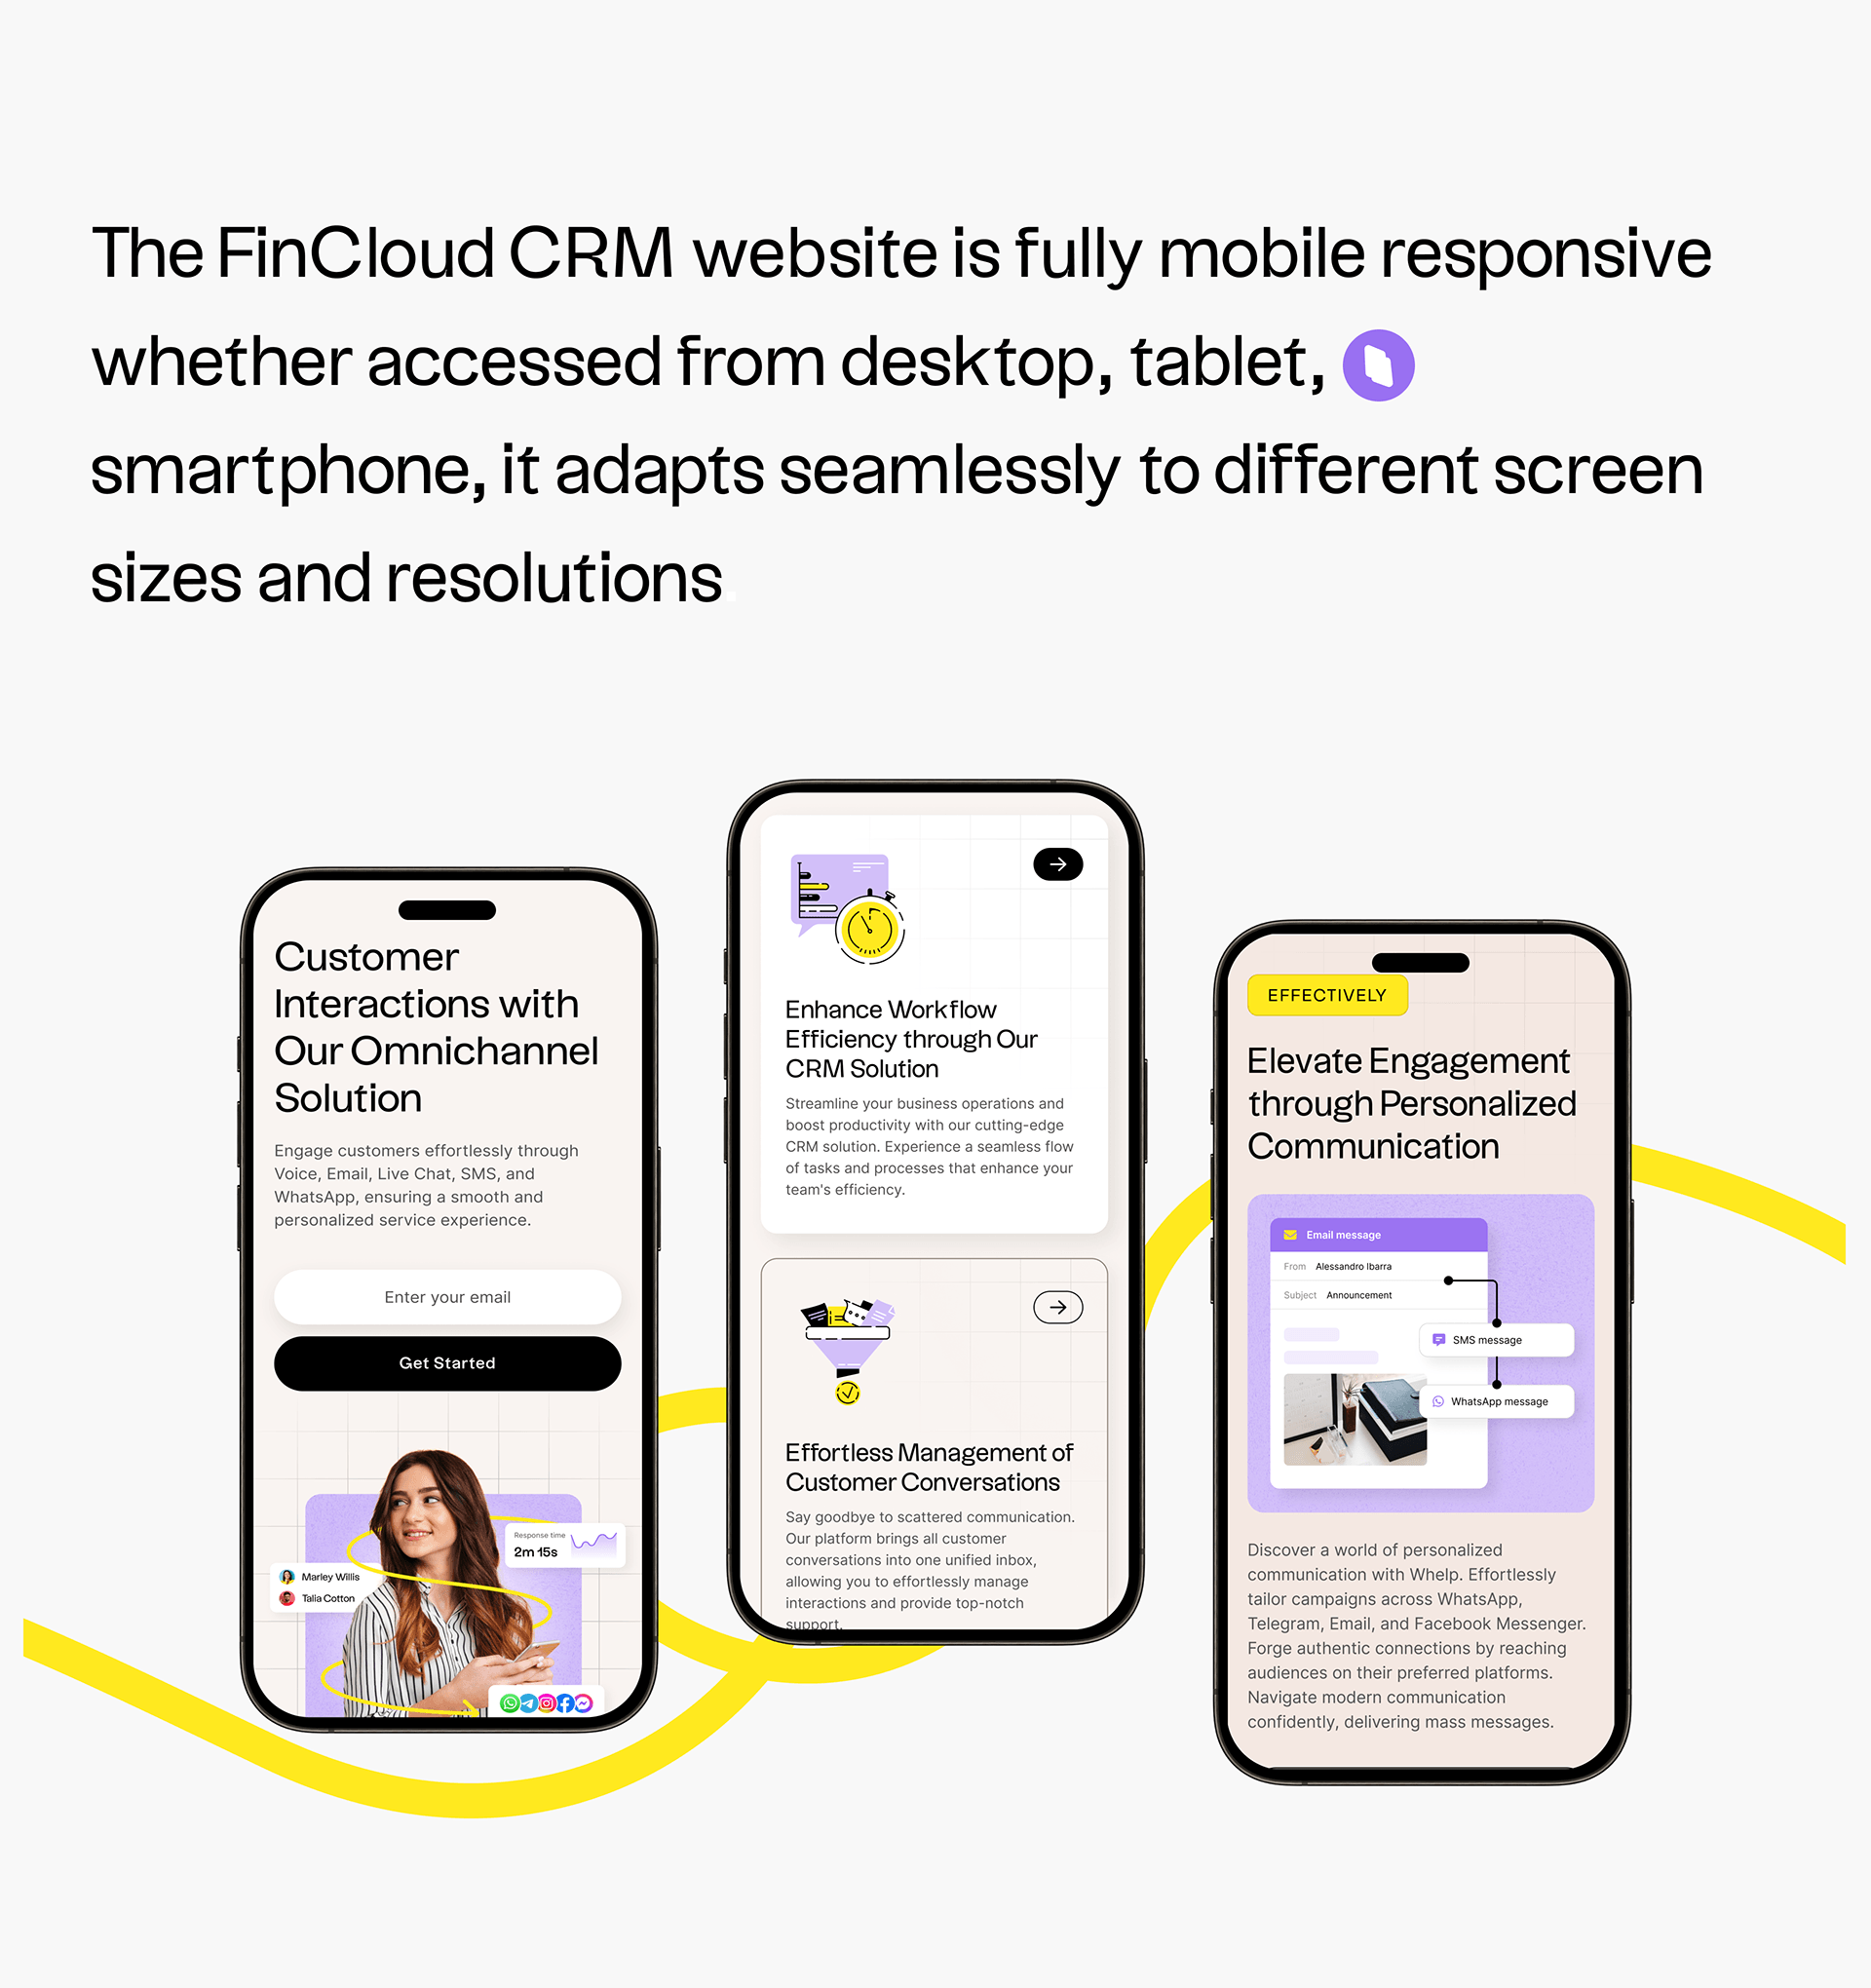 The FinCloud CRM website is fully mobile responsive
whether accessed from desktop, tablet,
smartphone, it adapts seamlessly to different screen
sizes and resolutions.
Customer
Interactions with
Our Omnichannel
Solution
Engage customers effortlessly through
Voice, Email, Live Chat, SMS, and
WhatsApp, ensuring a smooth and
personalized service experience.
Enter your email
Get Started
Response time
2m 15s
Marley Willis
Talia Cotton
Enhance Workflow
Efficiency through Our
CRM Solution
Streamline your business operations and
boost productivity with our cutting-edge
CRM solution. Experience a seamless flow
of tasks and processes that enhance your
team's efficiency.
Effortless Management of
Customer Conversations
Say goodbye to scattered communication.
Our platform brings all customer
conversations into one unified inbox,
allowing you to effortlessly manage
interactions and provide top-notch
support.
EFFECTIVELY
Elevate Engagement
through Personalized
Communication
Email message
From Alessandro Ibarra
Subject Announcement
SMS message
WhatsApp message
Discover a world of personalized
communication with Whelp. Effortlessly
tailor campaigns across WhatsApp,
Telegram, Email, and Facebook Messenger.
Forge authentic connections by reaching
audiences on their preferred platforms.
Navigate modern communication
confidently, delivering mass messages.